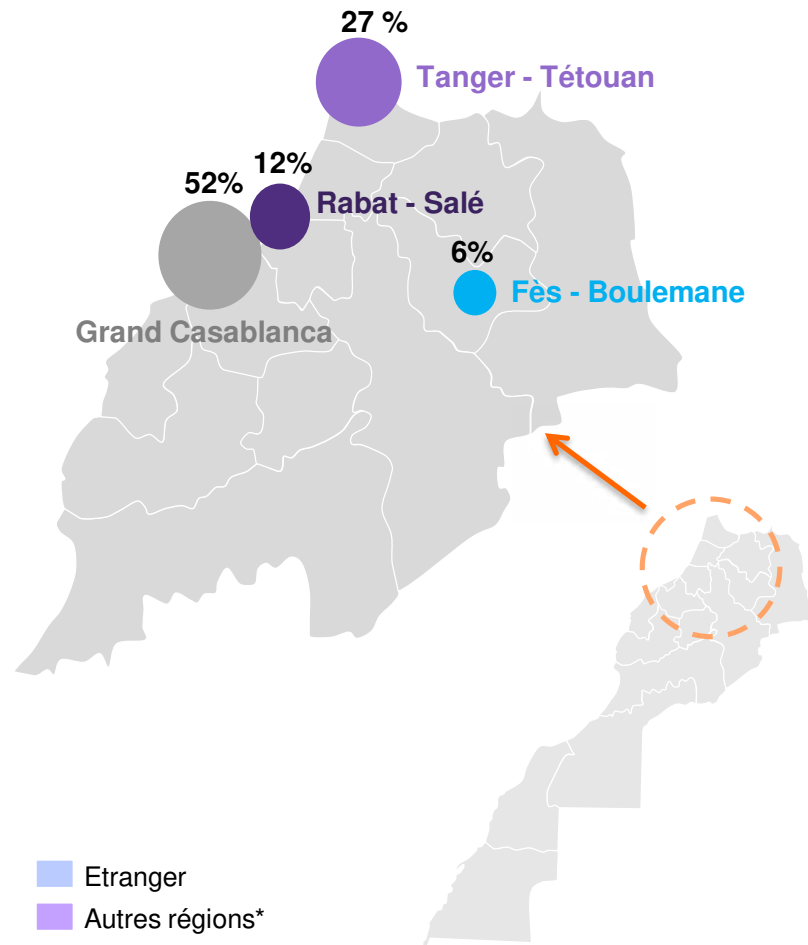 27 %
Tanger - Tétouan
12%
52%
Rabat - Salé
6%
Fès - Boulemane
Grand Casablanca
Etranger
Autres régions*